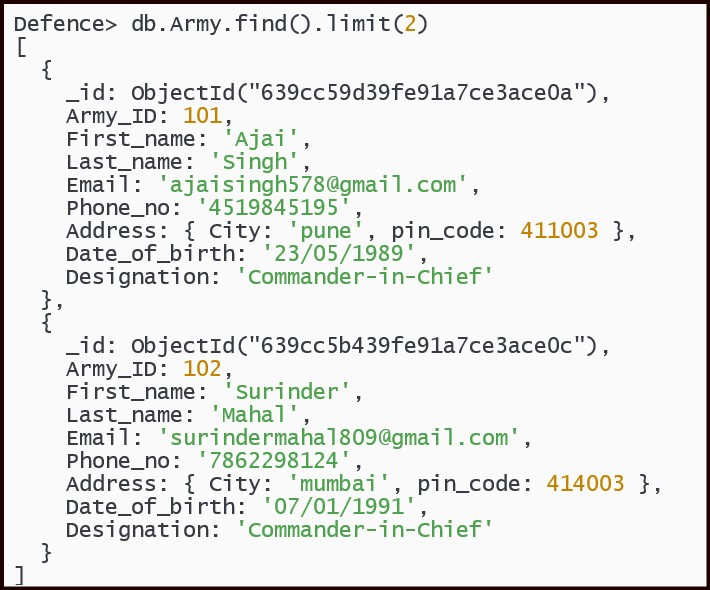 Defence> db.Army.find().limit(2)
[
  {
    _id: ObjectId("639cc59d39fe91a7ce3ace0a"),
    Army_ID: 101,
    First_name: 'Ajai',
    Last_name: 'Singh',
    Email: 'ajaisingh578@gmail.com',
    Phone_no: '4519845195',
    Address: { City: 'pune', pin_code: 411003 },
    Date_of_birth: '23/05/1989',
    Designation: 'Commander-in-Chief'
  },
  {
    _id: ObjectId("639cc5b439fe91a7ce3ace0c"),
    Army_ID: 102,
    First_name: 'Surinder',
    Last_name: 'Mahal',
    Email: 'surindermahal809@gmail.com',
    Phone_no: '7862298124',
    Address: { City: 'mumbai', pin_code: 414003 },
    Date_of_birth: '07/01/1991',
    Designation: 'Commander-in-Chief'
  }
]